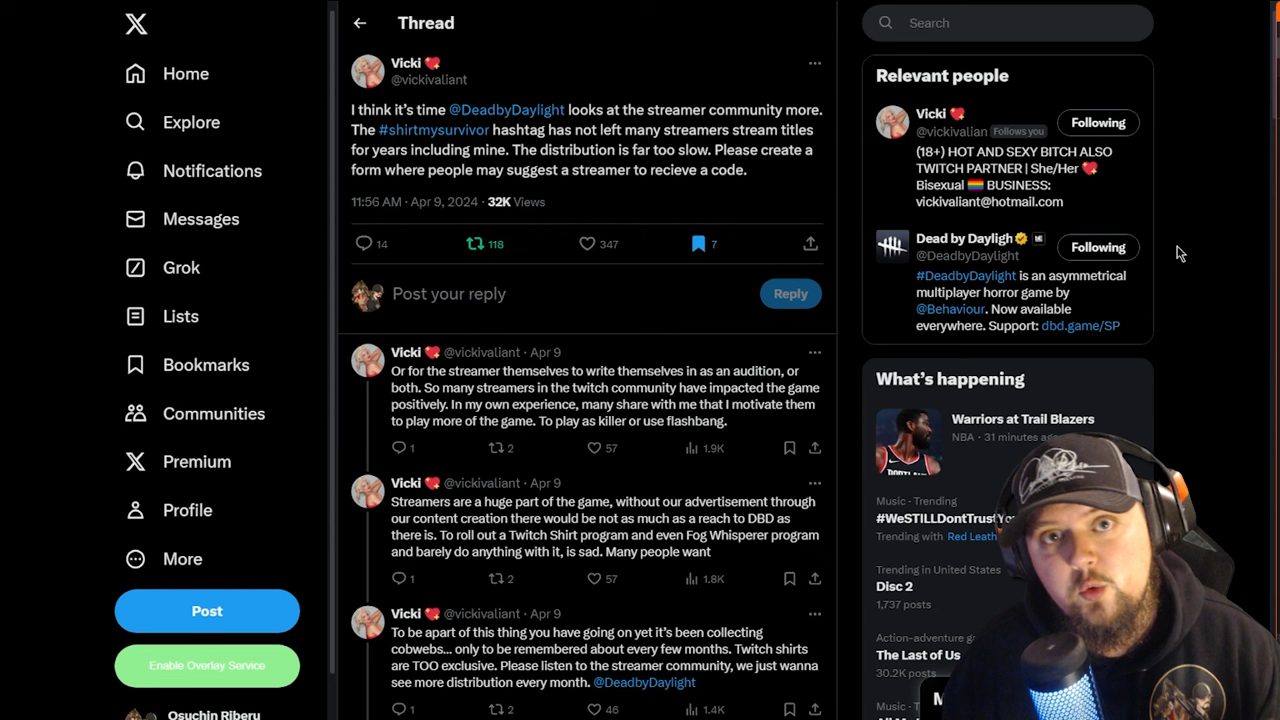 Home
Explore
Notifications
Messages
Grok
Lists
Bookmarks
Communities
Premium
Profile
More
Post
Enable Overlay Service
Osuchin Riberu
Thread
Vicki 💖
@vickivaliant
I think it's time @DeadbyDaylight looks at the streamer community more.
The #shirtmysurvivor hashtag has not left many streamers stream titles
for years including mine. The distribution is far too slow. Please create a
form where people may suggest a streamer to recieve a code.
11:56 AM · Apr 9, 2024 · 32K Views
14 118 347 7
Post your reply
Reply
Vicki 💖 @vickivaliant · Apr 9
Or for the streamer themselves to write themselves in as an audition, or
both. So many streamers in the twitch community have impacted the game
positively. In my own experience, many share with me that I motivate them
to play more of the game. To play as killer or use flashbang.
1 2 57 1.9K
Vicki 💖 @vickivaliant · Apr 9
Streamers are a huge part of the game, without our advertisement through
our content creation there would be not as much as a reach to DBD as
there is. To roll out a Twitch Shirt program and even Fog Whisperer program
and barely do anything with it, is sad. Many people want
1 2 57 1.8K
Vicki 💖 @vickivaliant · Apr 9
To be apart of this thing you have going on yet it's been collecting
cobwebs... only to be remembered about every few months. Twitch shirts
are TOO exclusive. Please listen to the streamer community, we just wanna
see more distribution every month. @DeadbyDaylight
1 2 46 1.4K
Search
Relevant people
Vicki 💖
@vickivalian Follows you
Following
(18+) HOT AND SEXY BITCH ALSO
TWITCH PARTNER | She/Her 💖
Bisexual 🏳️‍🌈 BUSINESS:
vickivaliant@hotmail.com
Dead by Dayligh
@DeadbyDaylight
Following
#DeadbyDaylight is an asymmetrical
multiplayer horror game by
@Behaviour. Now available
everywhere. Support: dbd.game/SP
What's happening
Warriors at Trail Blazers
NBA · 31 minutes ago
Music · Trending
#WeSTILLDontTrustYo
Trending with Red Leath
Trending in United States
Disc 2
1,737 posts
Action-adventure ga
The Last of Us
30.2K posts
Music
M